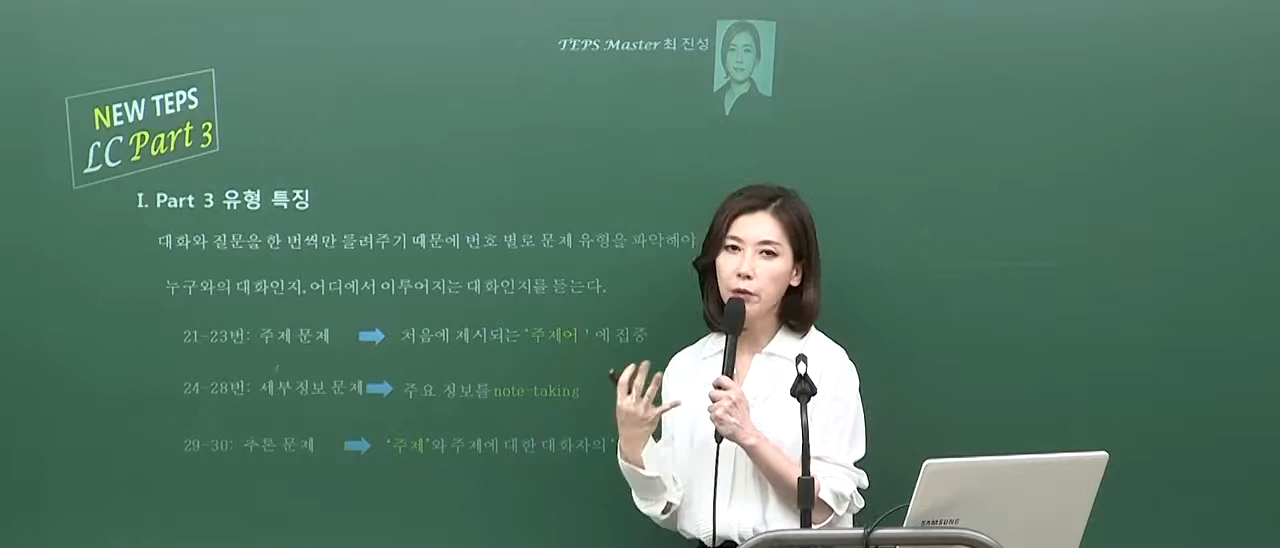 TEPS Master 최 진성
NEW TEPS
LC Part 3
I. Part 3 유형 특징
대화와 질문을 한 번씩만 들려주기 때문에 번호 별로 문제 유형을 파악해야
누구와의 대화인지, 어디에서 이루어지는 대화인지를 듣는다.
21-23번: 주제 문제 처음에 제시되는 '주제어' 에 집중
24-28번: 세부정보 문제 주요 정보를 note-taking
29-30: 추론 문제 '주제'와 주제에 대한 대화자의 '
SAMSUNG